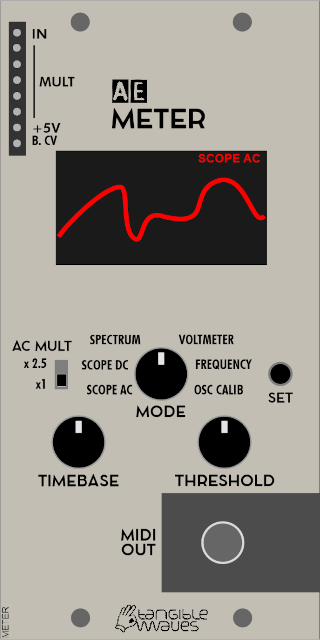 IN
MULT
+5V
B. CV
AE
METER
SCOPE AC
AC MULT
x 2.5
x1
SPECTRUM
VOLTMETER
SCOPE DC
FREQUENCY
SCOPE AC
OSC CALIB
MODE
SET
TIMEBASE
THRESHOLD
MIDI
OUT
METER
tangible
waves